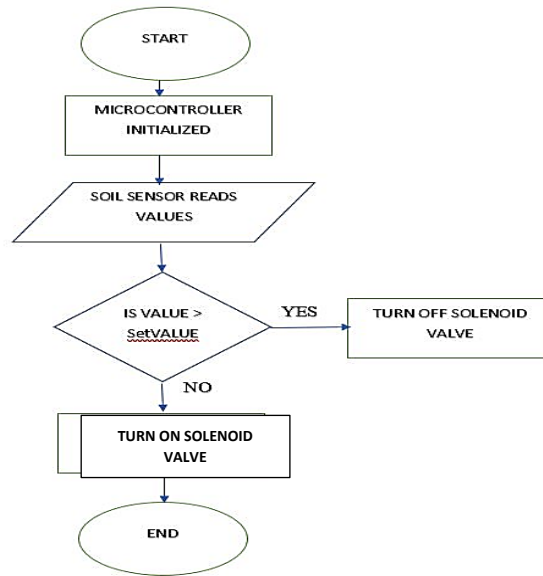 START
MICROCONTROLLER
INITIALIZED
SOIL SENSOR READS
VALUES
IS VALUE >
SetVALUE
YES
TURN OFF SOLENOID
VALVE
NO
TURN ON SOLENOID
VALVE
END